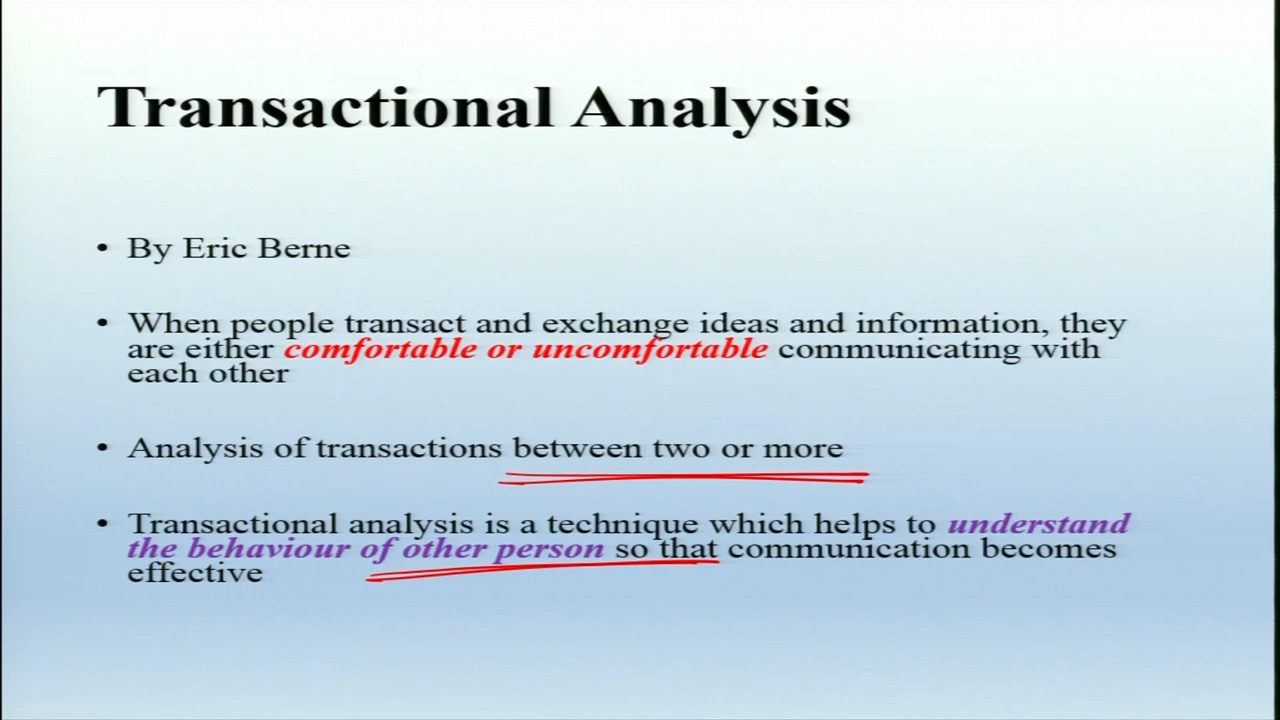 Transactional Analysis
• By Eric Berne
• When people transact and exchange ideas and information, they
are either comfortable or uncomfortable communicating with
each other
• Analysis of transactions between two or more
• Transactional analysis is a technique which helps to understand
the behaviour of other person so that communication becomes
effective